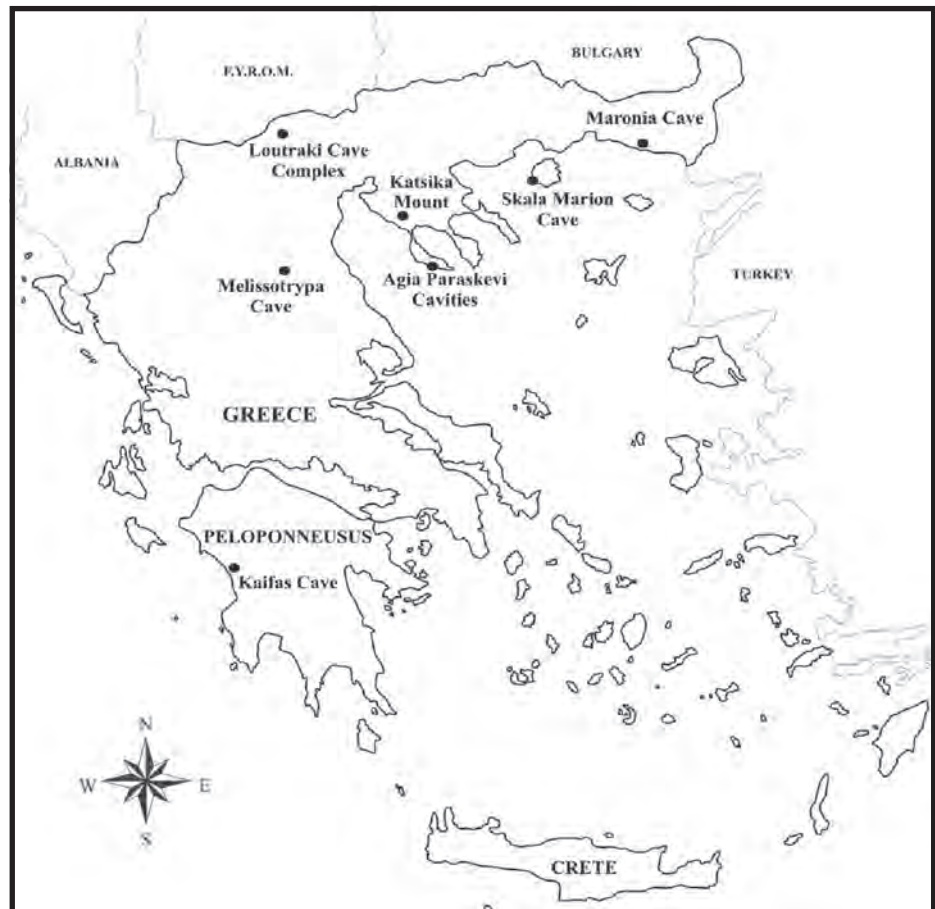 BULGARY
F.Y.R.O.M.
Maronia Cave
ALBANIA
Loutraki Cave
Complex
Katsika
Mount
Skala Marion
Cave
Melissotrypa
Cave
Agia Paraskevi
Cavities
TURKEY
GREECE
PELOPONNEUSUS
Kaifas Cave
N
W
E
S
CRETE